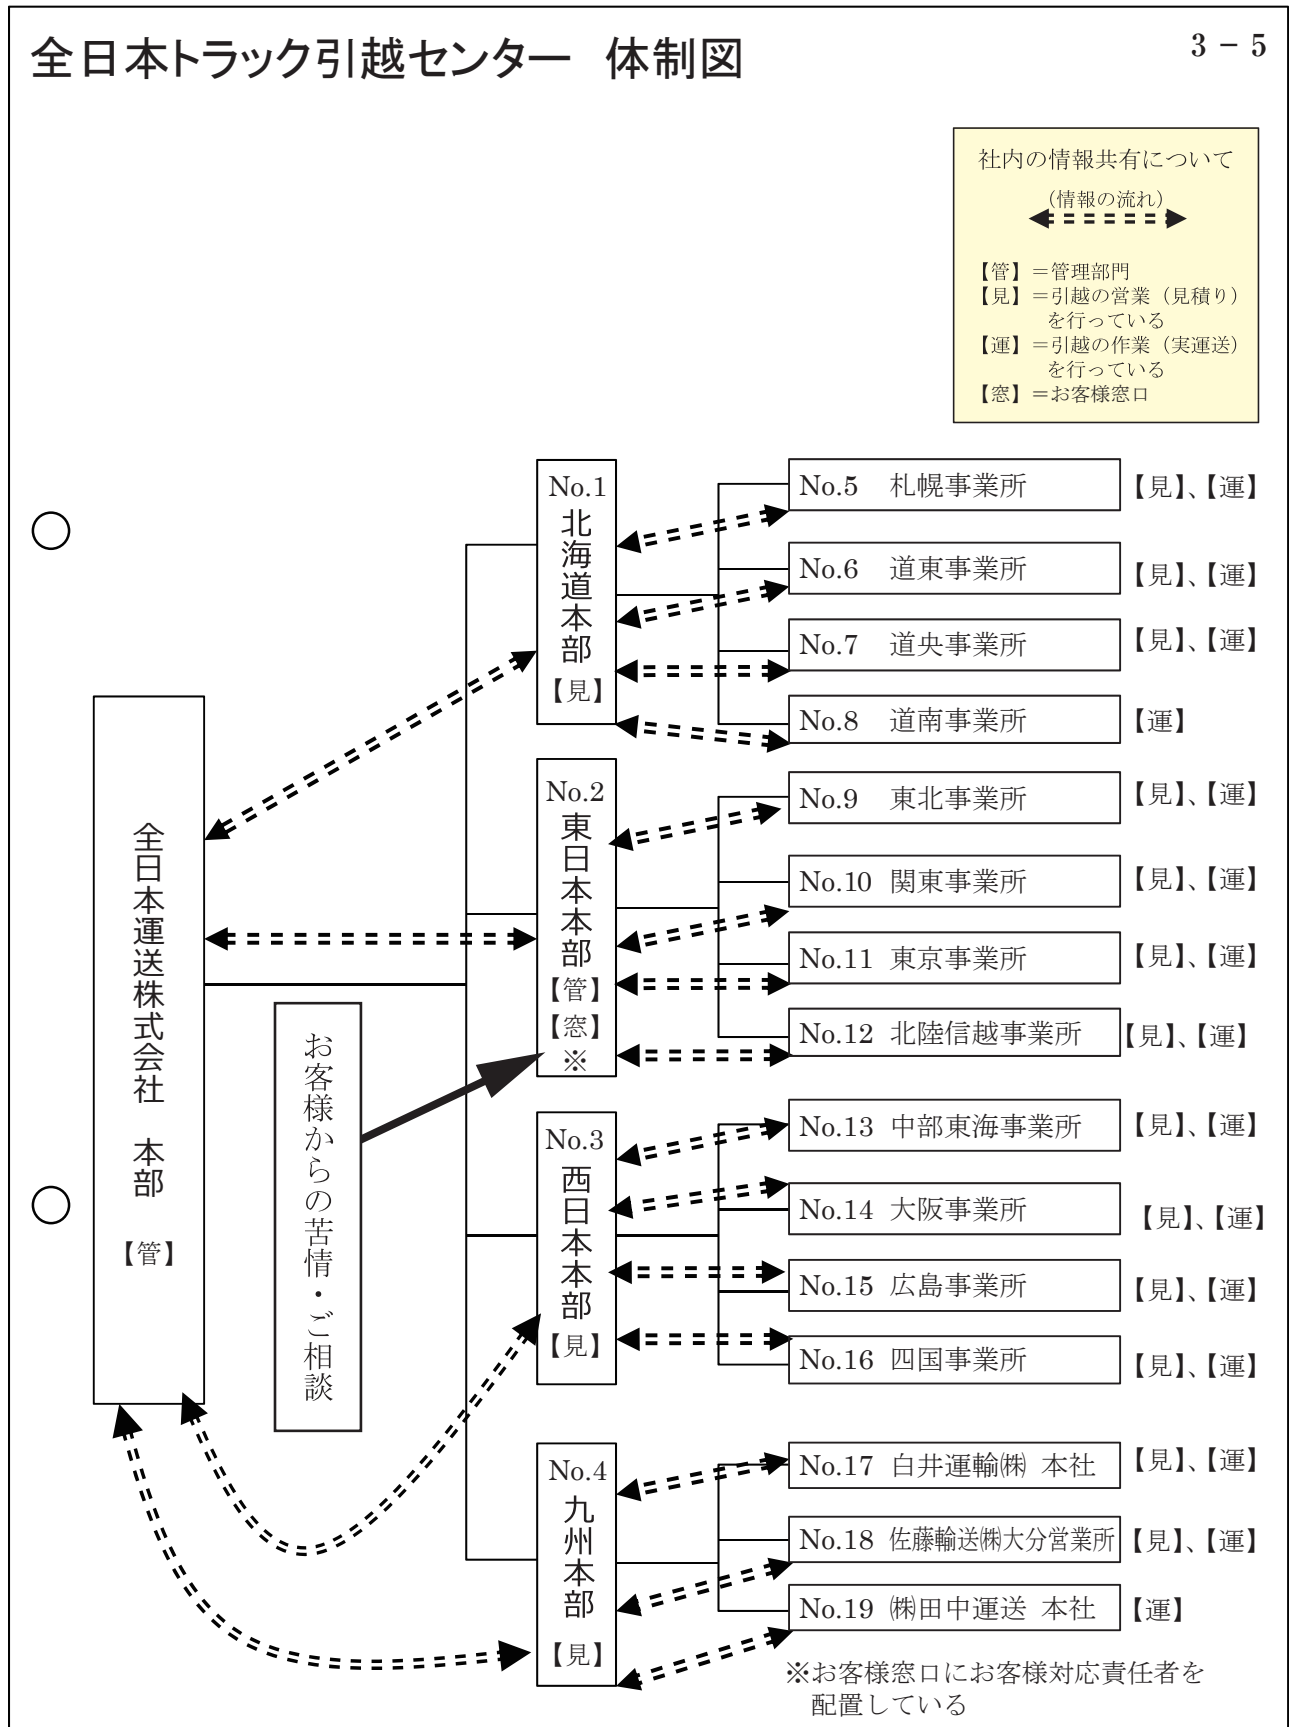 全日本トラック引越センター 体制図
3－5
社内の情報共有について
(情報の流れ)
【管】＝管理部門
【見】＝引越の営業（見積り）
を行っている
【運】＝引越の作業（実運送）
を行っている
【窓】＝お客様窓口
全日本運送株式会社 本部
【管】
お客様からの苦情・ご相談
No.1
北海道本部
【見】
No.5 札幌事業所 【見】、【運】
No.6 道東事業所 【見】、【運】
No.7 道央事業所 【見】、【運】
No.8 道南事業所 【運】
No.2
東日本本部
【管】
【窓】
※
No.9 東北事業所 【見】、【運】
No.10 関東事業所 【見】、【運】
No.11 東京事業所 【見】、【運】
No.12 北陸信越事業所 【見】、【運】
No.3
西日本本部
【見】
No.13 中部東海事業所 【見】、【運】
No.14 大阪事業所 【見】、【運】
No.15 広島事業所 【見】、【運】
No.16 四国事業所 【見】、【運】
No.4
九州本部
【見】
No.17 白井運輸㈱ 本社 【見】、【運】
No.18 佐藤輸送㈱大分営業所 【見】、【運】
No.19 ㈱田中運送 本社 【運】
※お客様窓口にお客様対応責任者を
配置している